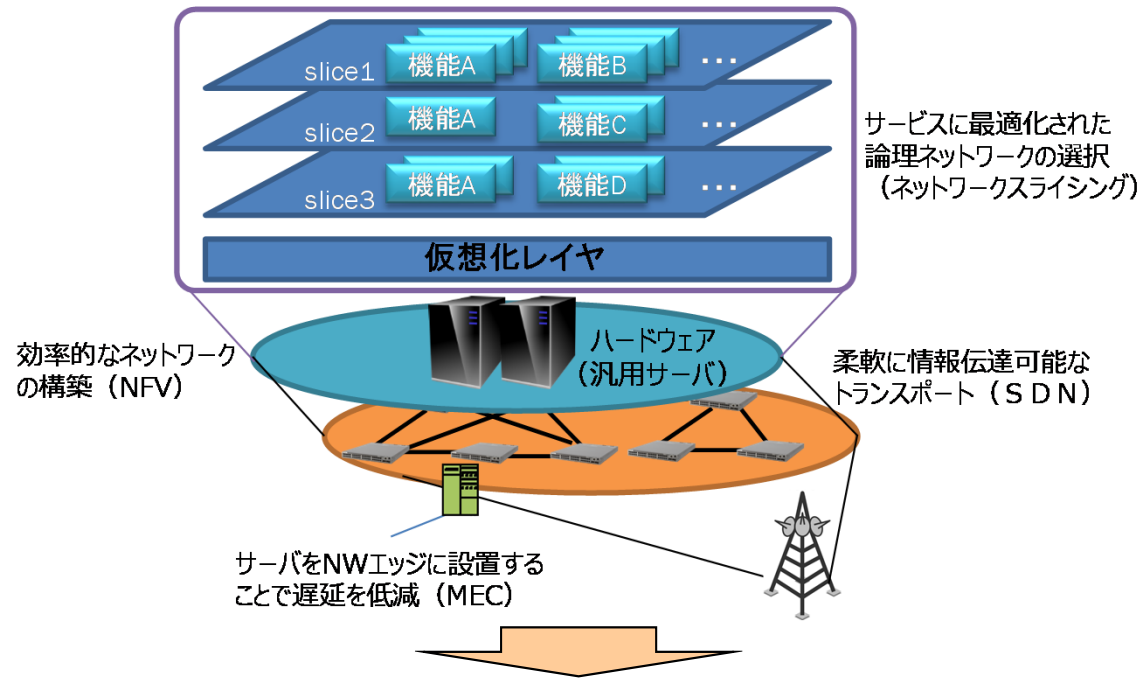 slice1 機能A 機能B ...
slice2 機能A 機能C ...
slice3 機能A 機能D ...
サービスに最適化された
論理ネットワークの選択
（ネットワークスライシング）
仮想化レイヤ
ハードウェア
（汎用サーバ）
効率的なネットワーク
の構築（NFV）
柔軟に情報伝達可能な
トランスポート（ＳＤＮ）
サーバをNWエッジに設置する
ことで遅延を低減（MEC）